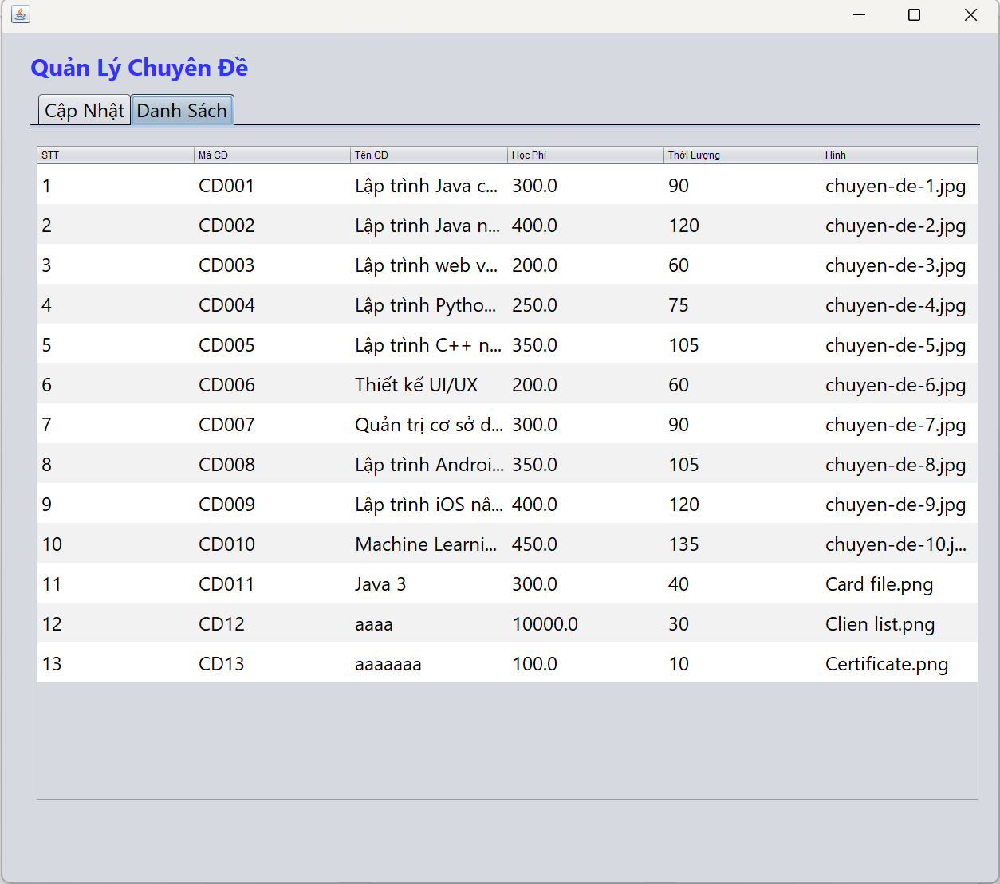 Quản Lý Chuyên Đề
Cập Nhật Danh Sách
STT Mã CD Tên CD Học Phí Thời Lượng Hình
1 CD001 Lập trình Java c... 300.0 90 chuyen-de-1.jpg
2 CD002 Lập trình Java n... 400.0 120 chuyen-de-2.jpg
3 CD003 Lập trình web v... 200.0 60 chuyen-de-3.jpg
4 CD004 Lập trình Pytho... 250.0 75 chuyen-de-4.jpg
5 CD005 Lập trình C++ n... 350.0 105 chuyen-de-5.jpg
6 CD006 Thiết kế UI/UX 200.0 60 chuyen-de-6.jpg
7 CD007 Quản trị cơ sở d... 300.0 90 chuyen-de-7.jpg
8 CD008 Lập trình Androi... 350.0 105 chuyen-de-8.jpg
9 CD009 Lập trình iOS nâ... 400.0 120 chuyen-de-9.jpg
10 CD010 Machine Learni... 450.0 135 chuyen-de-10.j...
11 CD011 Java 3 300.0 40 Card file.png
12 CD12 aaaa 10000.0 30 Clien list.png
13 CD13 aaaaaaa 100.0 10 Certificate.png